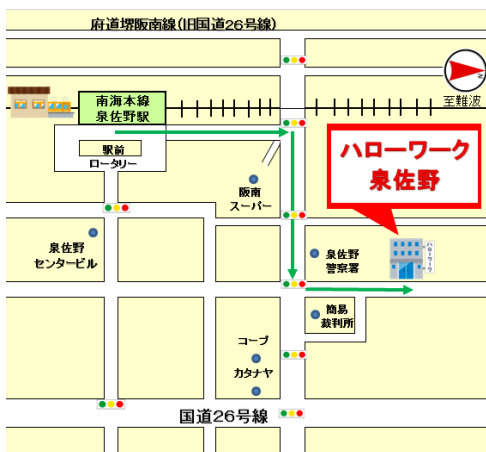 府道堺阪南線(旧国道26号線)
N
至難波
南海本線
泉佐野駅
駅前
ロータリー
ハローワーク
泉佐野
阪南
スーパー
泉佐野
センタービル
泉佐野
警察署
ハローワーク
簡易
裁判所
コープ
カタナヤ
国道26号線